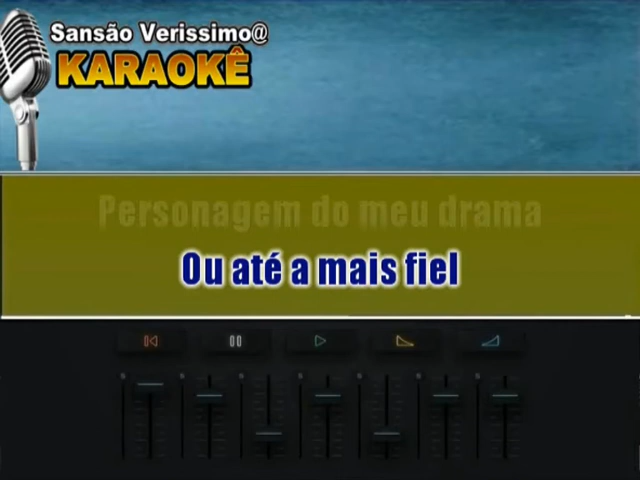 Sansão Verissimo@
KARAOKÊ
Personagem do meu drama
Ou até a mais fiel